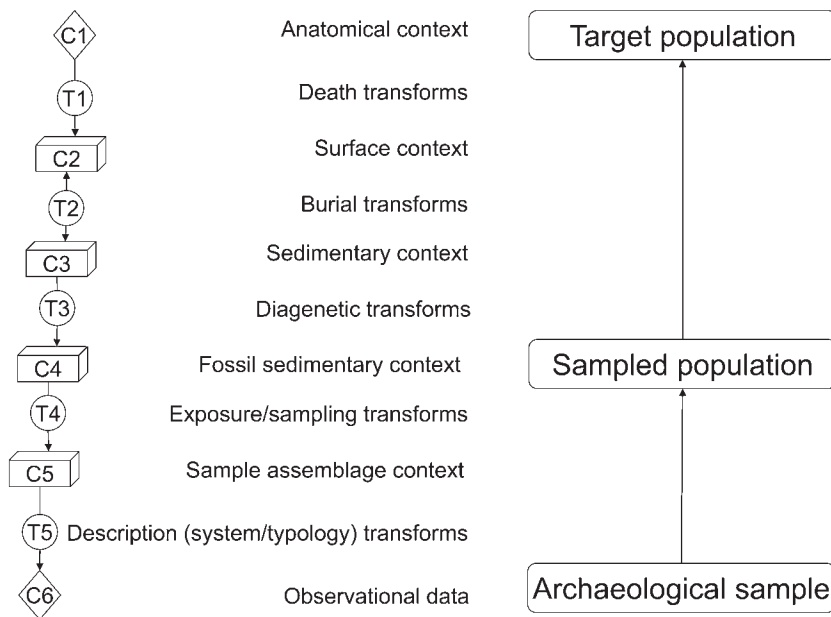 C1 Anatomical context Target population
T1 Death transforms
C2 Surface context
T2 Burial transforms
C3 Sedimentary context
T3 Diagenetic transforms
C4 Fossil sedimentary context Sampled population
T4 Exposure/sampling transforms
C5 Sample assemblage context
T5 Description (system/typology) transforms
C6 Observational data Archaeological sample